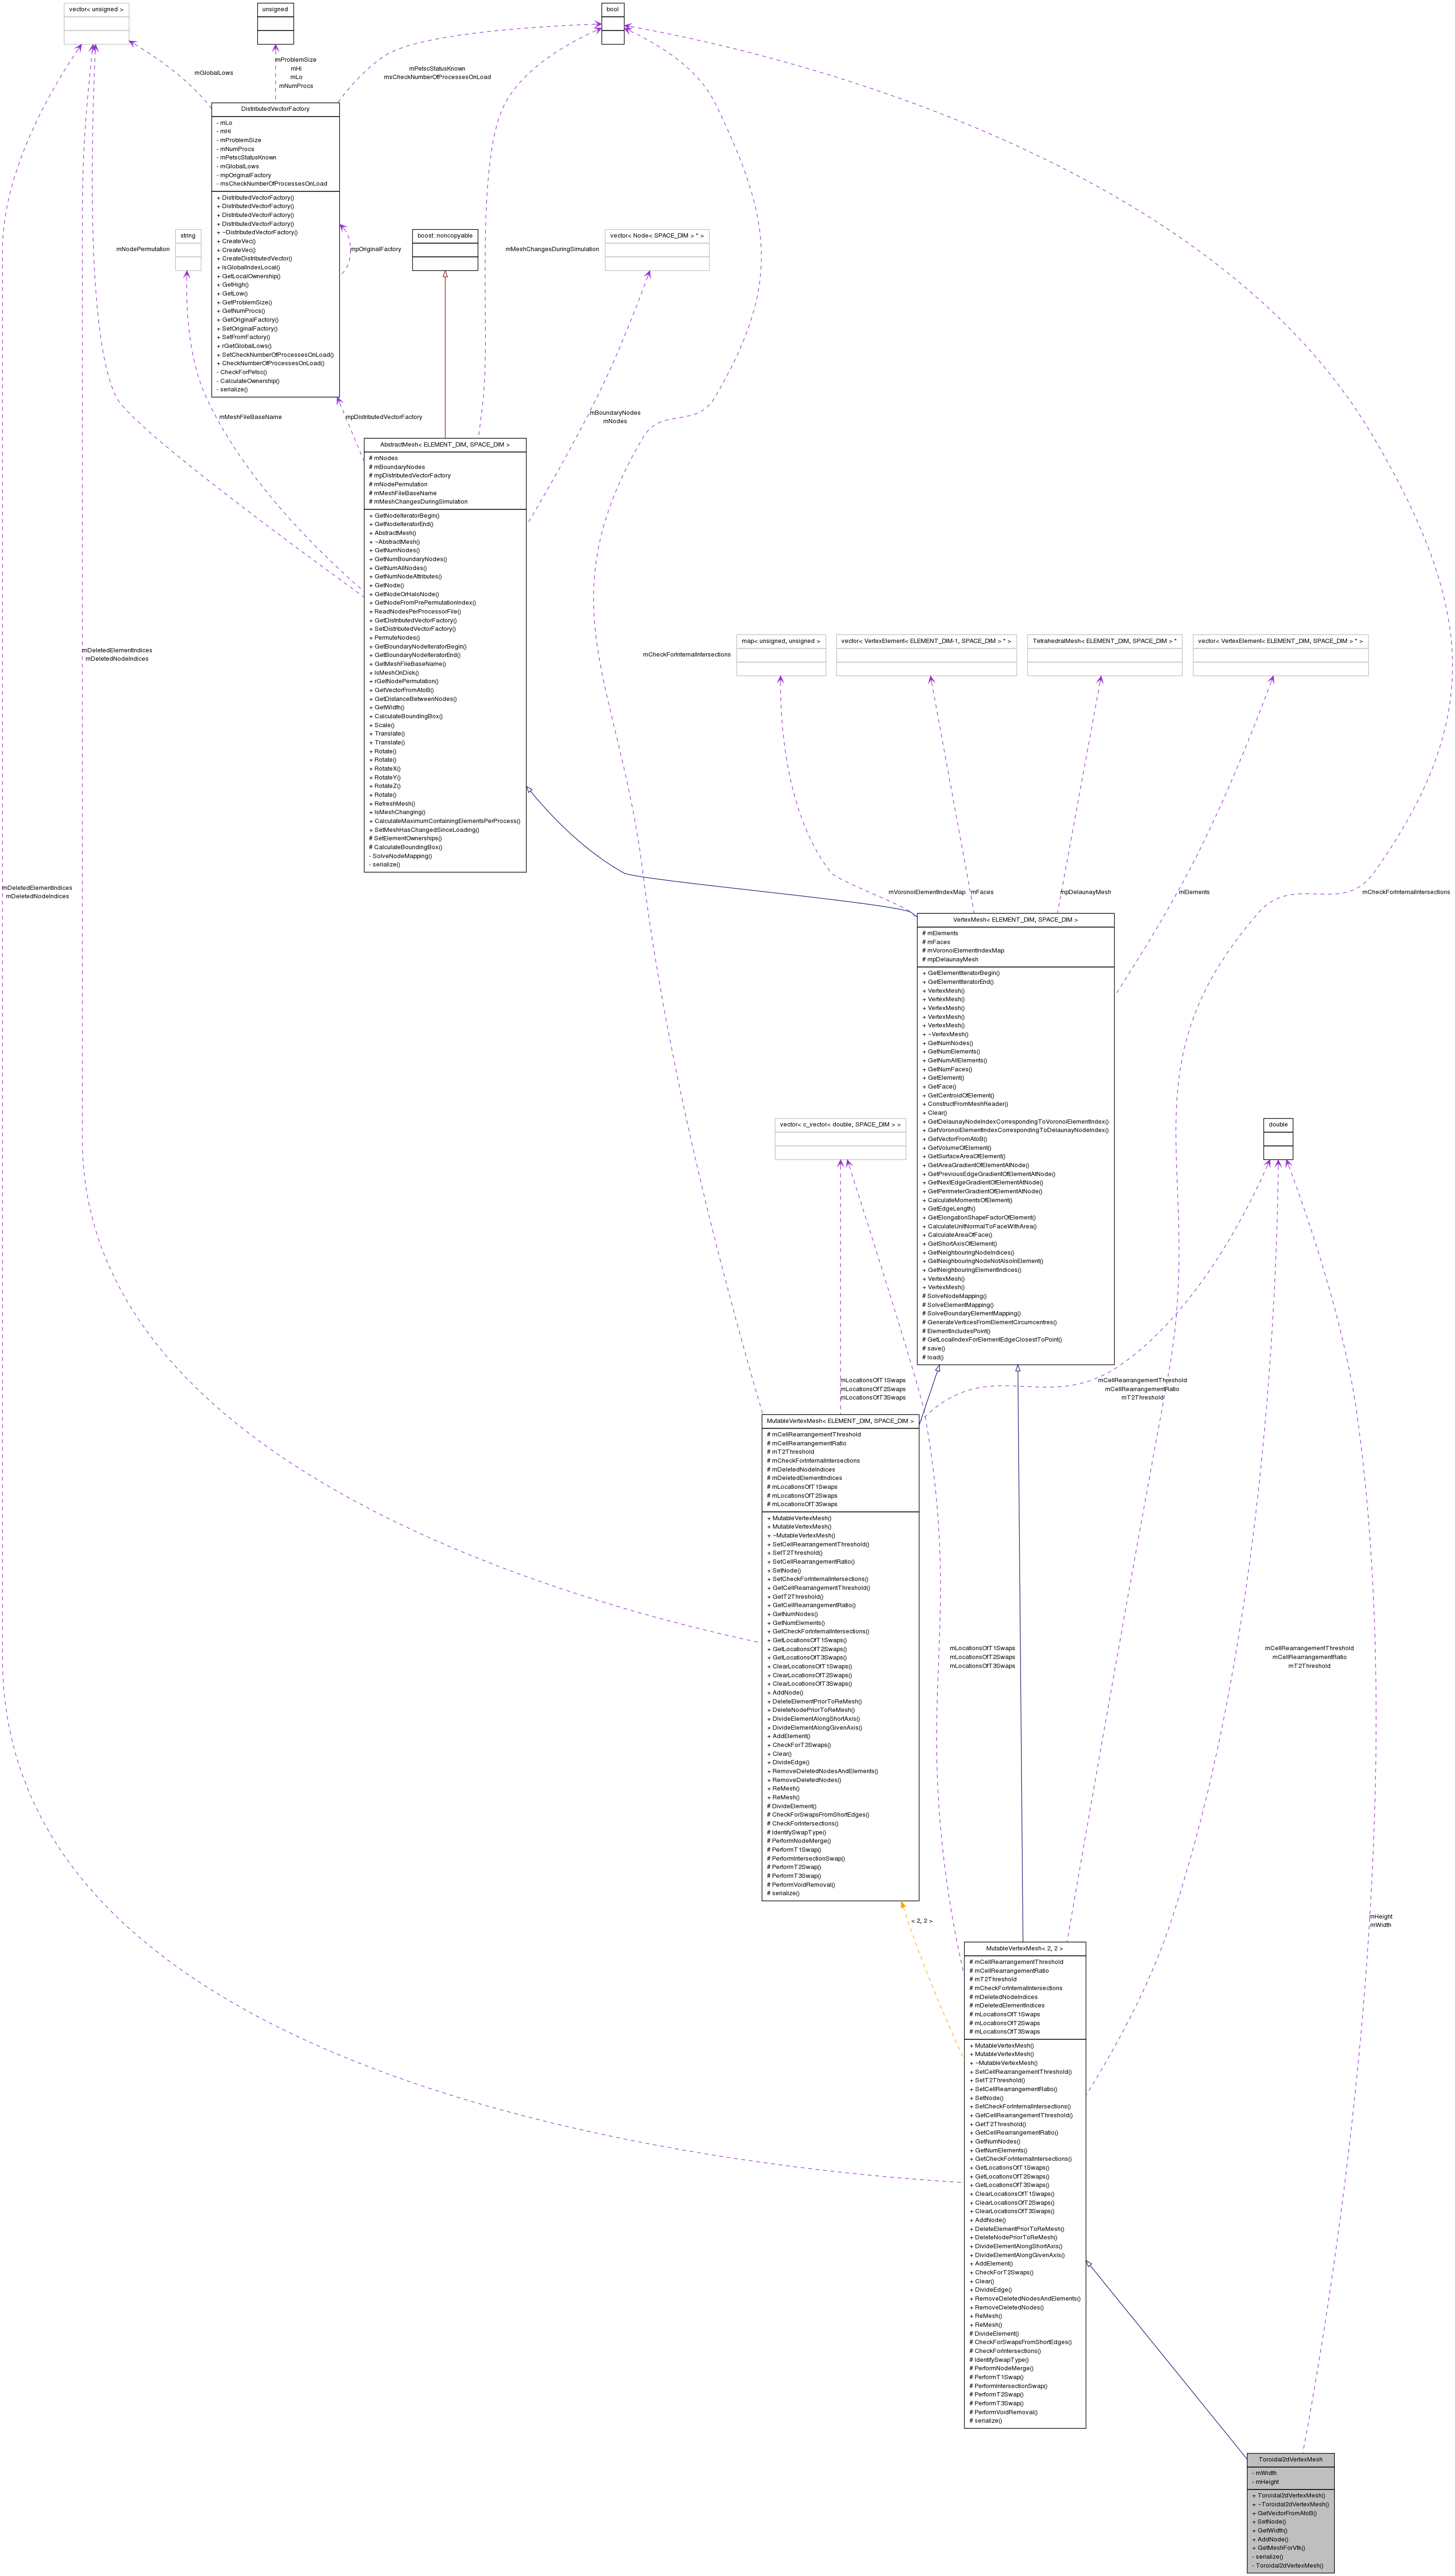 vector< unsigned >
unsigned
bool
mGlobalLows
mProblemSize
mHi
mLo
mNumProcs
mPetscStatusKnown
msCheckNumberOfProcessesOnLoad
DistributedVectorFactory
- mLo
- mHi
- mProblemSize
- mNumProcs
- mPetscStatusKnown
- mGlobalLows
- mpOriginalFactory
- msCheckNumberOfProcessesOnLoad
+ DistributedVectorFactory()
+ DistributedVectorFactory()
+ DistributedVectorFactory()
+ DistributedVectorFactory()
+ ~DistributedVectorFactory()
+ CreateVec()
+ CreateVec()
+ CreateDistributedVector()
+ IsGlobalIndexLocal()
+ GetLocalOwnership()
+ GetHigh()
+ GetLow()
+ GetProblemSize()
+ GetNumProcs()
+ GetOriginalFactory()
+ SetOriginalFactory()
+ SetFromFactory()
+ rGetGlobalLows()
+ SetCheckNumberOfProcessesOnLoad()
+ CheckNumberOfProcessesOnLoad()
- CheckForPetsc()
- CalculateOwnership()
- serialize()
string
mNodePermutation
mpOriginalFactory
boost::noncopyable
mMeshChangesDuringSimulation
vector< Node< SPACE_DIM > * >
mMeshFileBaseName
mpDistributedVectorFactory
mBoundaryNodes
mNodes
AbstractMesh< ELEMENT_DIM, SPACE_DIM >
# mNodes
# mBoundaryNodes
# mpDistributedVectorFactory
# mNodePermutation
# mMeshFileBaseName
# mMeshChangesDuringSimulation
+ GetNodeIteratorBegin()
+ GetNodeIteratorEnd()
+ AbstractMesh()
+ ~AbstractMesh()
+ GetNumNodes()
+ GetNumBoundaryNodes()
+ GetNumAllNodes()
+ GetNumNodeAttributes()
+ GetNode()
+ GetNodeOrHaloNode()
+ GetNodeFromPrePermutationIndex()
+ ReadNodesPerProcessorFile()
+ GetDistributedVectorFactory()
+ SetDistributedVectorFactory()
+ PermuteNodes()
+ GetBoundaryNodeIteratorBegin()
+ GetBoundaryNodeIteratorEnd()
+ GetMeshFileBaseName()
+ IsMeshOnDisk()
+ rGetNodePermutation()
+ GetVectorFromAtoB()
+ GetDistanceBetweenNodes()
+ GetWidth()
+ CalculateBoundingBox()
+ Scale()
+ Translate()
+ Translate()
+ Rotate()
+ Rotate()
+ RotateX()
+ RotateY()
+ RotateZ()
+ Rotate()
+ RefreshMesh()
+ IsMeshChanging()
+ CalculateMaximumContainingElementsPerProcess()
+ SetMeshHasChangedSinceLoading()
# SetElementOwnerships()
# CalculateBoundingBox()
- SolveNodeMapping()
- serialize()
mDeletedElementIndices
mDeletedNodeIndices
mCheckForInternalIntersections
map< unsigned, unsigned >
vector< VertexElement< ELEMENT_DIM-1, SPACE_DIM > * >
TetrahedralMesh< ELEMENT_DIM, SPACE_DIM > *
vector< VertexElement< ELEMENT_DIM, SPACE_DIM > * >
mDeletedElementIndices
mDeletedNodeIndices
mVoronoiElementIndexMap
mFaces
mpDelaunayMesh
mElements
mCheckForInternalIntersections
VertexMesh< ELEMENT_DIM, SPACE_DIM >
# mElements
# mFaces
# mVoronoiElementIndexMap
# mpDelaunayMesh
+ GetElementIteratorBegin()
+ GetElementIteratorEnd()
+ VertexMesh()
+ VertexMesh()
+ VertexMesh()
+ VertexMesh()
+ VertexMesh()
+ ~VertexMesh()
+ GetNumNodes()
+ GetNumElements()
+ GetNumAllElements()
+ GetNumFaces()
+ GetElement()
+ GetFace()
+ GetCentroidOfElement()
+ ConstructFromMeshReader()
+ Clear()
+ GetDelaunayNodeIndexCorrespondingToVoronoiElementIndex()
+ GetVoronoiElementIndexCorrespondingToDelaunayNodeIndex()
+ GetVectorFromAtoB()
+ GetVolumeOfElement()
+ GetSurfaceAreaOfElement()
+ GetAreaGradientOfElementAtNode()
+ GetPreviousEdgeGradientOfElementAtNode()
+ GetNextEdgeGradientOfElementAtNode()
+ GetPerimeterGradientOfElementAtNode()
+ CalculateMomentsOfElement()
+ GetEdgeLength()
+ GetElongationShapeFactorOfElement()
+ CalculateUnitNormalToFaceWithArea()
+ CalculateAreaOfFace()
+ GetShortAxisOfElement()
+ GetNeighbouringNodeIndices()
+ GetNeighbouringNodeNotAlsoInElement()
+ GetNeighbouringElementIndices()
+ VertexMesh()
+ VertexMesh()
# SolveNodeMapping()
# SolveElementMapping()
# SolveBoundaryElementMapping()
# GenerateVerticesFromElementCircumcentres()
# ElementIncludesPoint()
# GetLocalIndexForElementEdgeClosestToPoint()
# save()
# load()
vector< c_vector< double, SPACE_DIM > >
double
mLocationsOfT1Swaps
mLocationsOfT2Swaps
mLocationsOfT3Swaps
mCellRearrangementThreshold
mCellRearrangementRatio
mT2Threshold
MutableVertexMesh< ELEMENT_DIM, SPACE_DIM >
# mCellRearrangementThreshold
# mCellRearrangementRatio
# mT2Threshold
# mCheckForInternalIntersections
# mDeletedNodeIndices
# mDeletedElementIndices
# mLocationsOfT1Swaps
# mLocationsOfT2Swaps
# mLocationsOfT3Swaps
+ MutableVertexMesh()
+ MutableVertexMesh()
+ ~MutableVertexMesh()
+ SetCellRearrangementThreshold()
+ SetT2Threshold()
+ SetCellRearrangementRatio()
+ SetNode()
+ SetCheckForInternalIntersections()
+ GetCellRearrangementThreshold()
+ GetT2Threshold()
+ GetCellRearrangementRatio()
+ GetNumNodes()
+ GetNumElements()
+ GetCheckForInternalIntersections()
+ GetLocationsOfT1Swaps()
+ GetLocationsOfT2Swaps()
+ GetLocationsOfT3Swaps()
+ ClearLocationsOfT1Swaps()
+ ClearLocationsOfT2Swaps()
+ ClearLocationsOfT3Swaps()
+ AddNode()
+ DeleteElementPriorToReMesh()
+ DeleteNodePriorToReMesh()
+ DivideElementAlongShortAxis()
+ DivideElementAlongGivenAxis()
+ AddElement()
+ CheckForT2Swaps()
+ Clear()
+ DivideEdge()
+ RemoveDeletedNodesAndElements()
+ RemoveDeletedNodes()
+ ReMesh()
+ ReMesh()
# DivideElement()
# CheckForSwapsFromShortEdges()
# CheckForIntersections()
# IdentifySwapType()
# PerformNodeMerge()
# PerformT1Swap()
# PerformIntersectionSwap()
# PerformT2Swap()
# PerformT3Swap()
# PerformVoidRemoval()
# serialize()
mLocationsOfT1Swaps
mLocationsOfT2Swaps
mLocationsOfT3Swaps
mCellRearrangementThreshold
mCellRearrangementRatio
mT2Threshold
< 2, 2 >
mHeight
mWidth
MutableVertexMesh< 2, 2 >
# mCellRearrangementThreshold
# mCellRearrangementRatio
# mT2Threshold
# mCheckForInternalIntersections
# mDeletedNodeIndices
# mDeletedElementIndices
# mLocationsOfT1Swaps
# mLocationsOfT2Swaps
# mLocationsOfT3Swaps
+ MutableVertexMesh()
+ MutableVertexMesh()
+ ~MutableVertexMesh()
+ SetCellRearrangementThreshold()
+ SetT2Threshold()
+ SetCellRearrangementRatio()
+ SetNode()
+ SetCheckForInternalIntersections()
+ GetCellRearrangementThreshold()
+ GetT2Threshold()
+ GetCellRearrangementRatio()
+ GetNumNodes()
+ GetNumElements()
+ GetCheckForInternalIntersections()
+ GetLocationsOfT1Swaps()
+ GetLocationsOfT2Swaps()
+ GetLocationsOfT3Swaps()
+ ClearLocationsOfT1Swaps()
+ ClearLocationsOfT2Swaps()
+ ClearLocationsOfT3Swaps()
+ AddNode()
+ DeleteElementPriorToReMesh()
+ DeleteNodePriorToReMesh()
+ DivideElementAlongShortAxis()
+ DivideElementAlongGivenAxis()
+ AddElement()
+ CheckForT2Swaps()
+ Clear()
+ DivideEdge()
+ RemoveDeletedNodesAndElements()
+ RemoveDeletedNodes()
+ ReMesh()
+ ReMesh()
# DivideElement()
# CheckForSwapsFromShortEdges()
# CheckForIntersections()
# IdentifySwapType()
# PerformNodeMerge()
# PerformT1Swap()
# PerformIntersectionSwap()
# PerformT2Swap()
# PerformT3Swap()
# PerformVoidRemoval()
# serialize()
Toroidal2dVertexMesh
- mWidth
- mHeight
+ Toroidal2dVertexMesh()
+ ~Toroidal2dVertexMesh()
+ GetVectorFromAtoB()
+ SetNode()
+ GetWidth()
+ AddNode()
+ GetMeshForVtk()
- serialize()
- Toroidal2dVertexMesh()